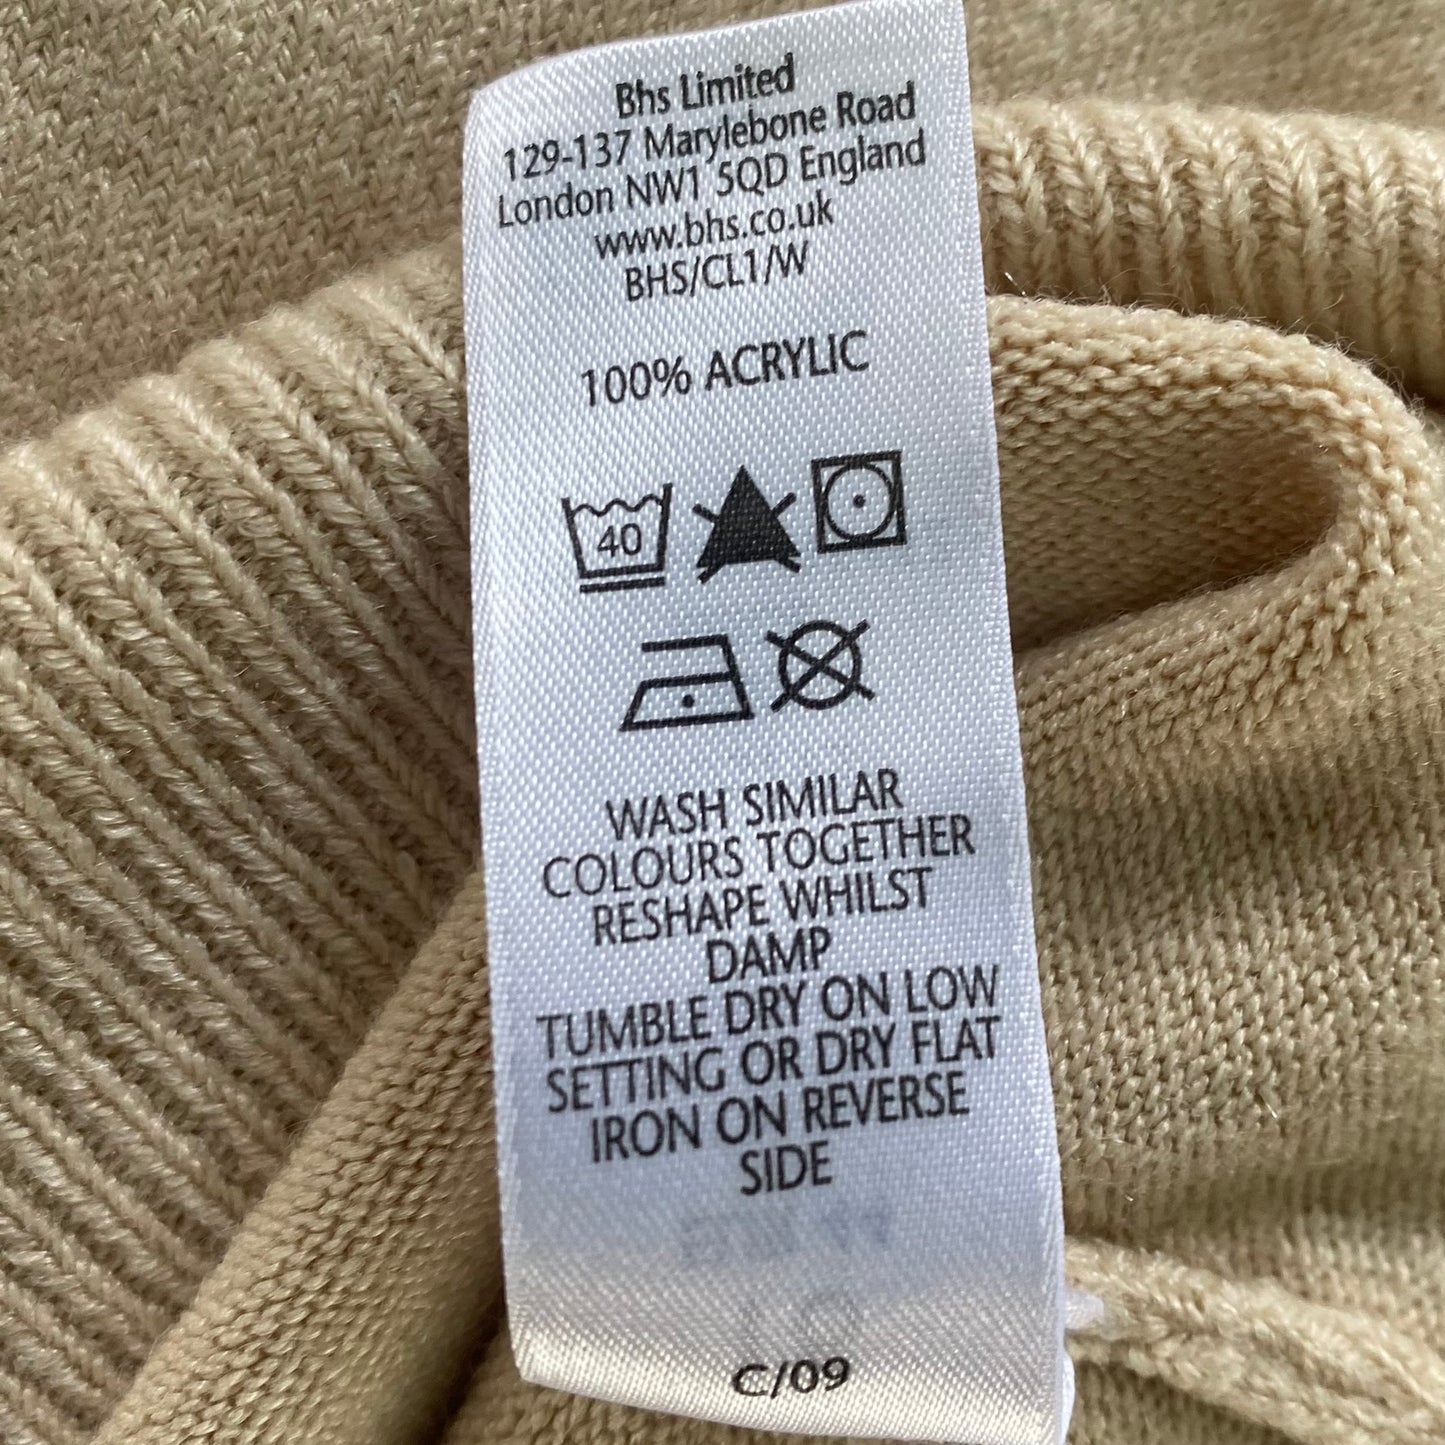 Bhs Limited
129-137 Marylebone Road
London NW1 5QD England
www.bhs.co.uk
BHS/CL1/W
100% ACRYLIC
40
WASH SIMILAR
COLOURS TOGETHER
RESHAPE WHILST
DAMP
TUMBLE DRY ON LOW
SETTING OR DRY FLAT
IRON ON REVERSE
SIDE
C/09